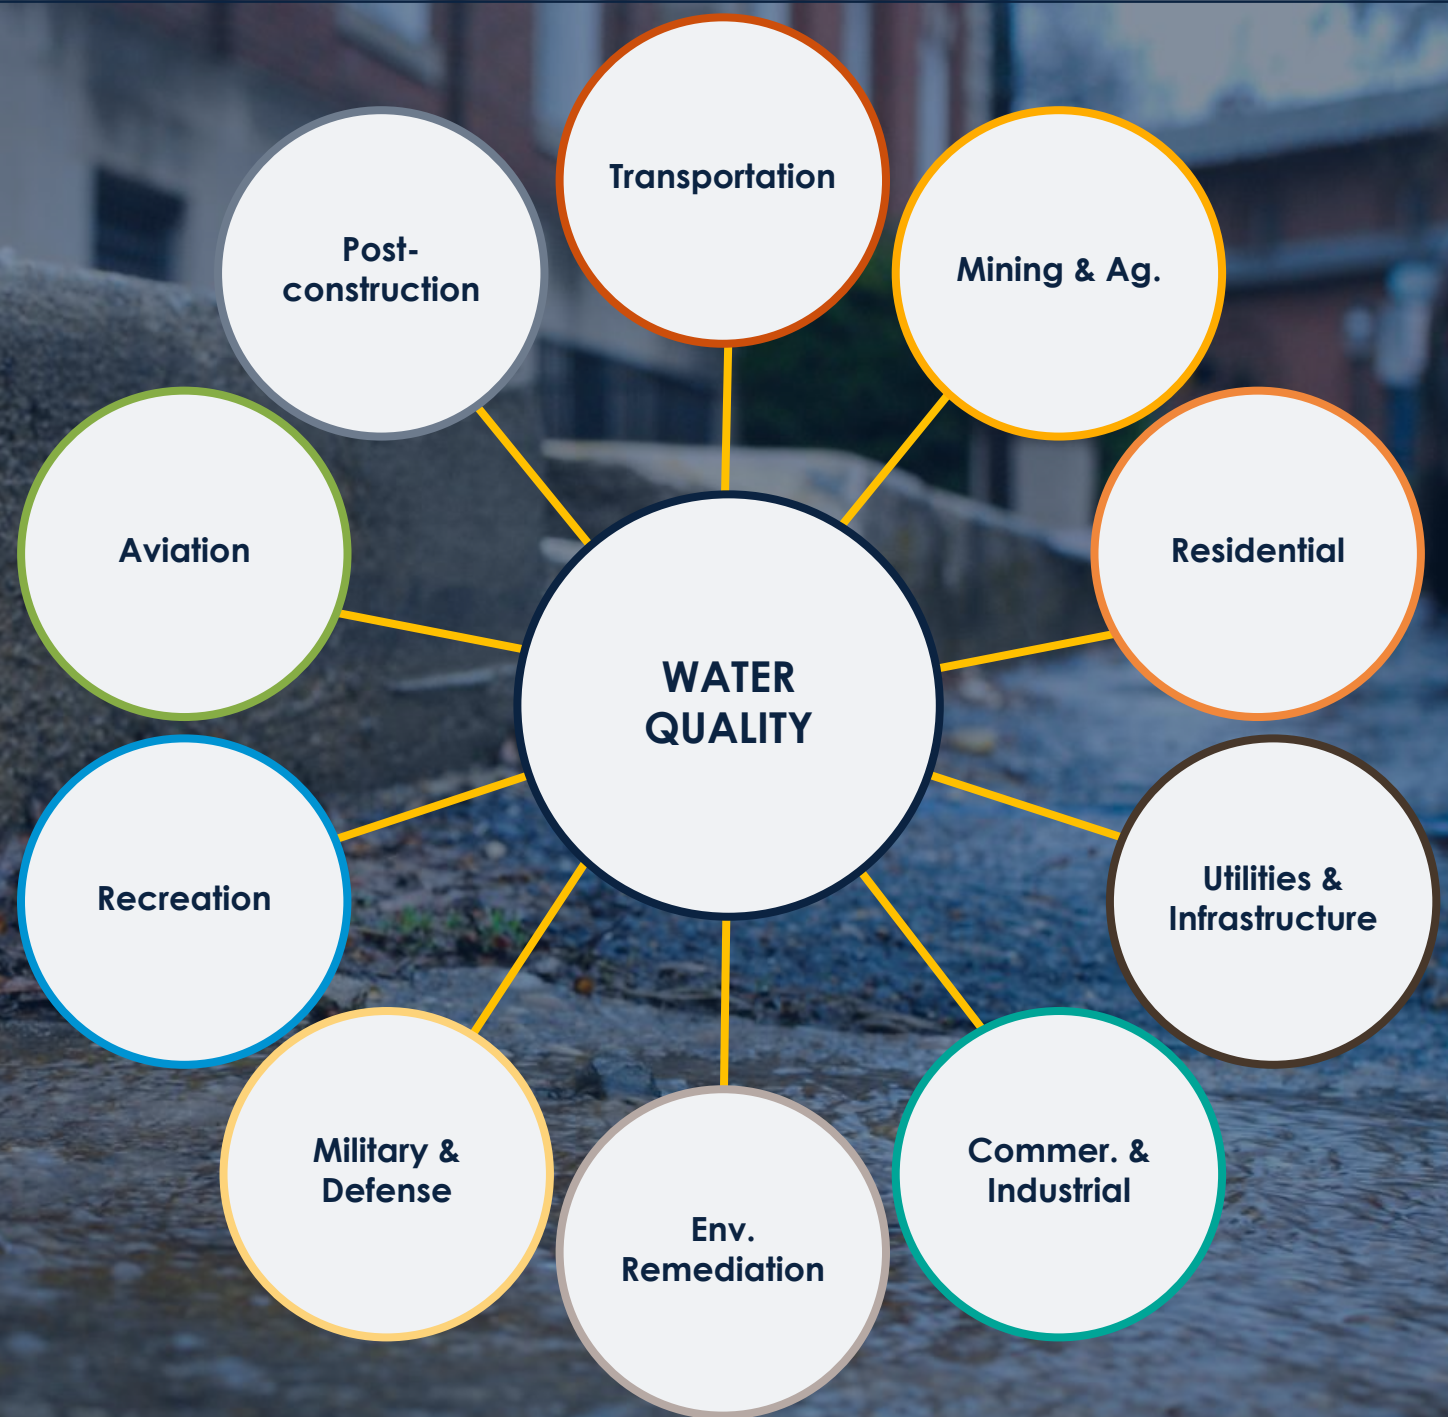 Transportation
Post-
construction
Mining & Ag.
Aviation
Residential
WATER
QUALITY
Recreation
Utilities &
Infrastructure
Military &
Defense
Commer. &
Industrial
Env.
Remediation